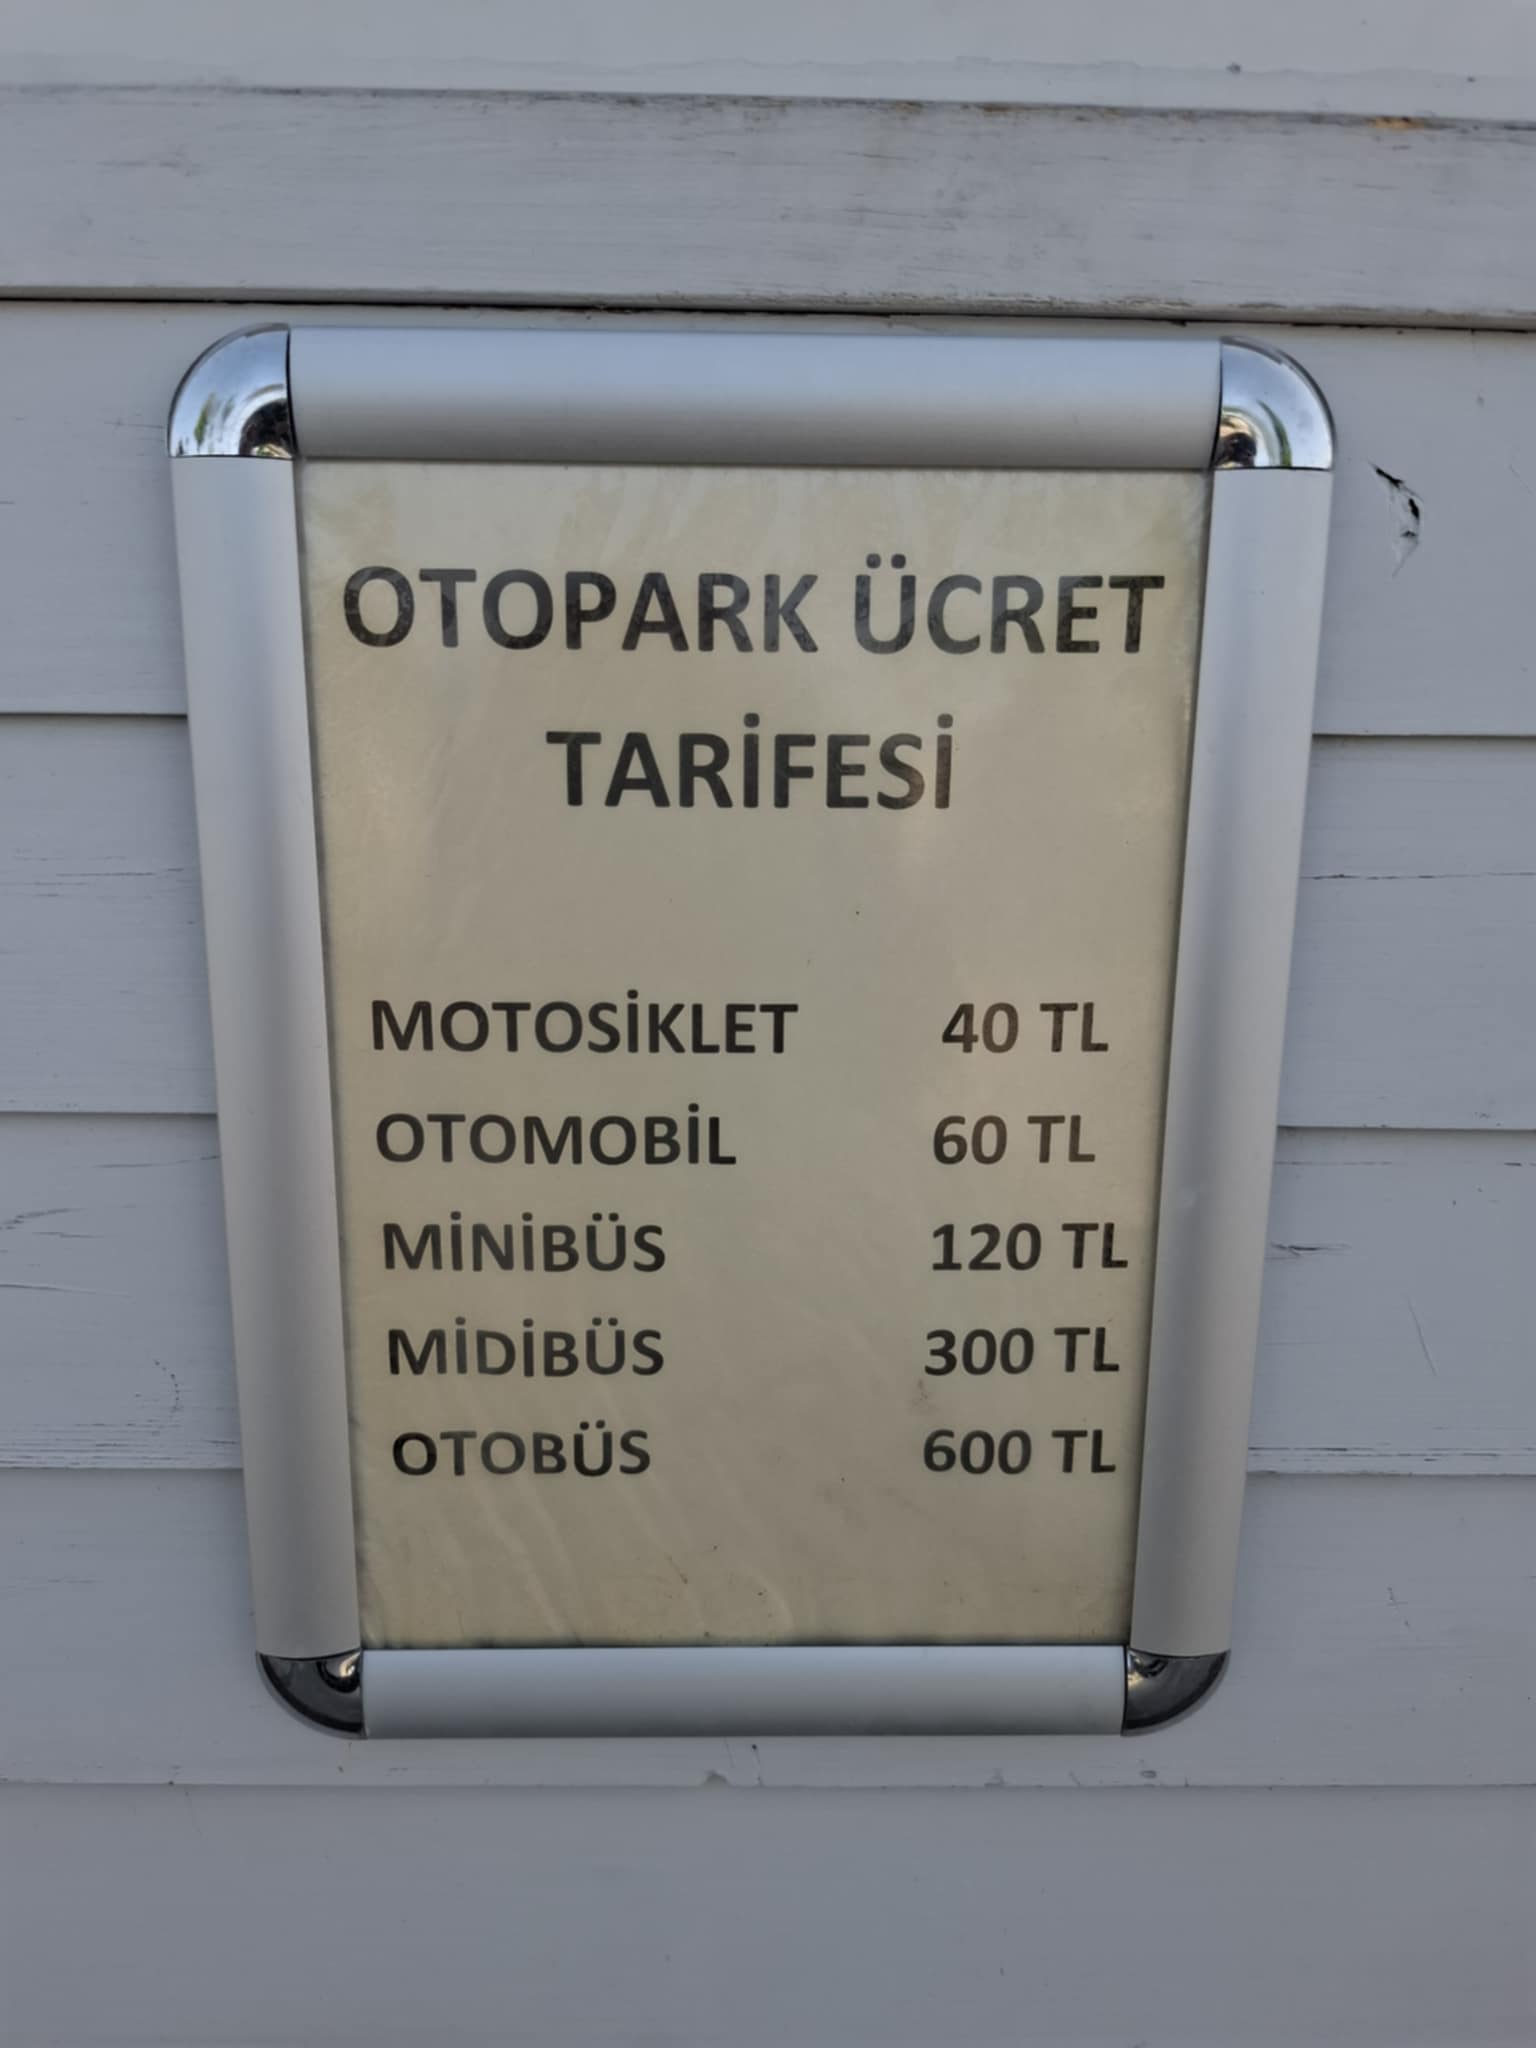 OTOPARK ÜCRET
TARİFESİ
MOTOSİKLET 40 TL
OTOMOBİL 60 TL
MİNİBÜS 120 TL
MİDİBÜS 300 TL
OTOBÜS 600 TL